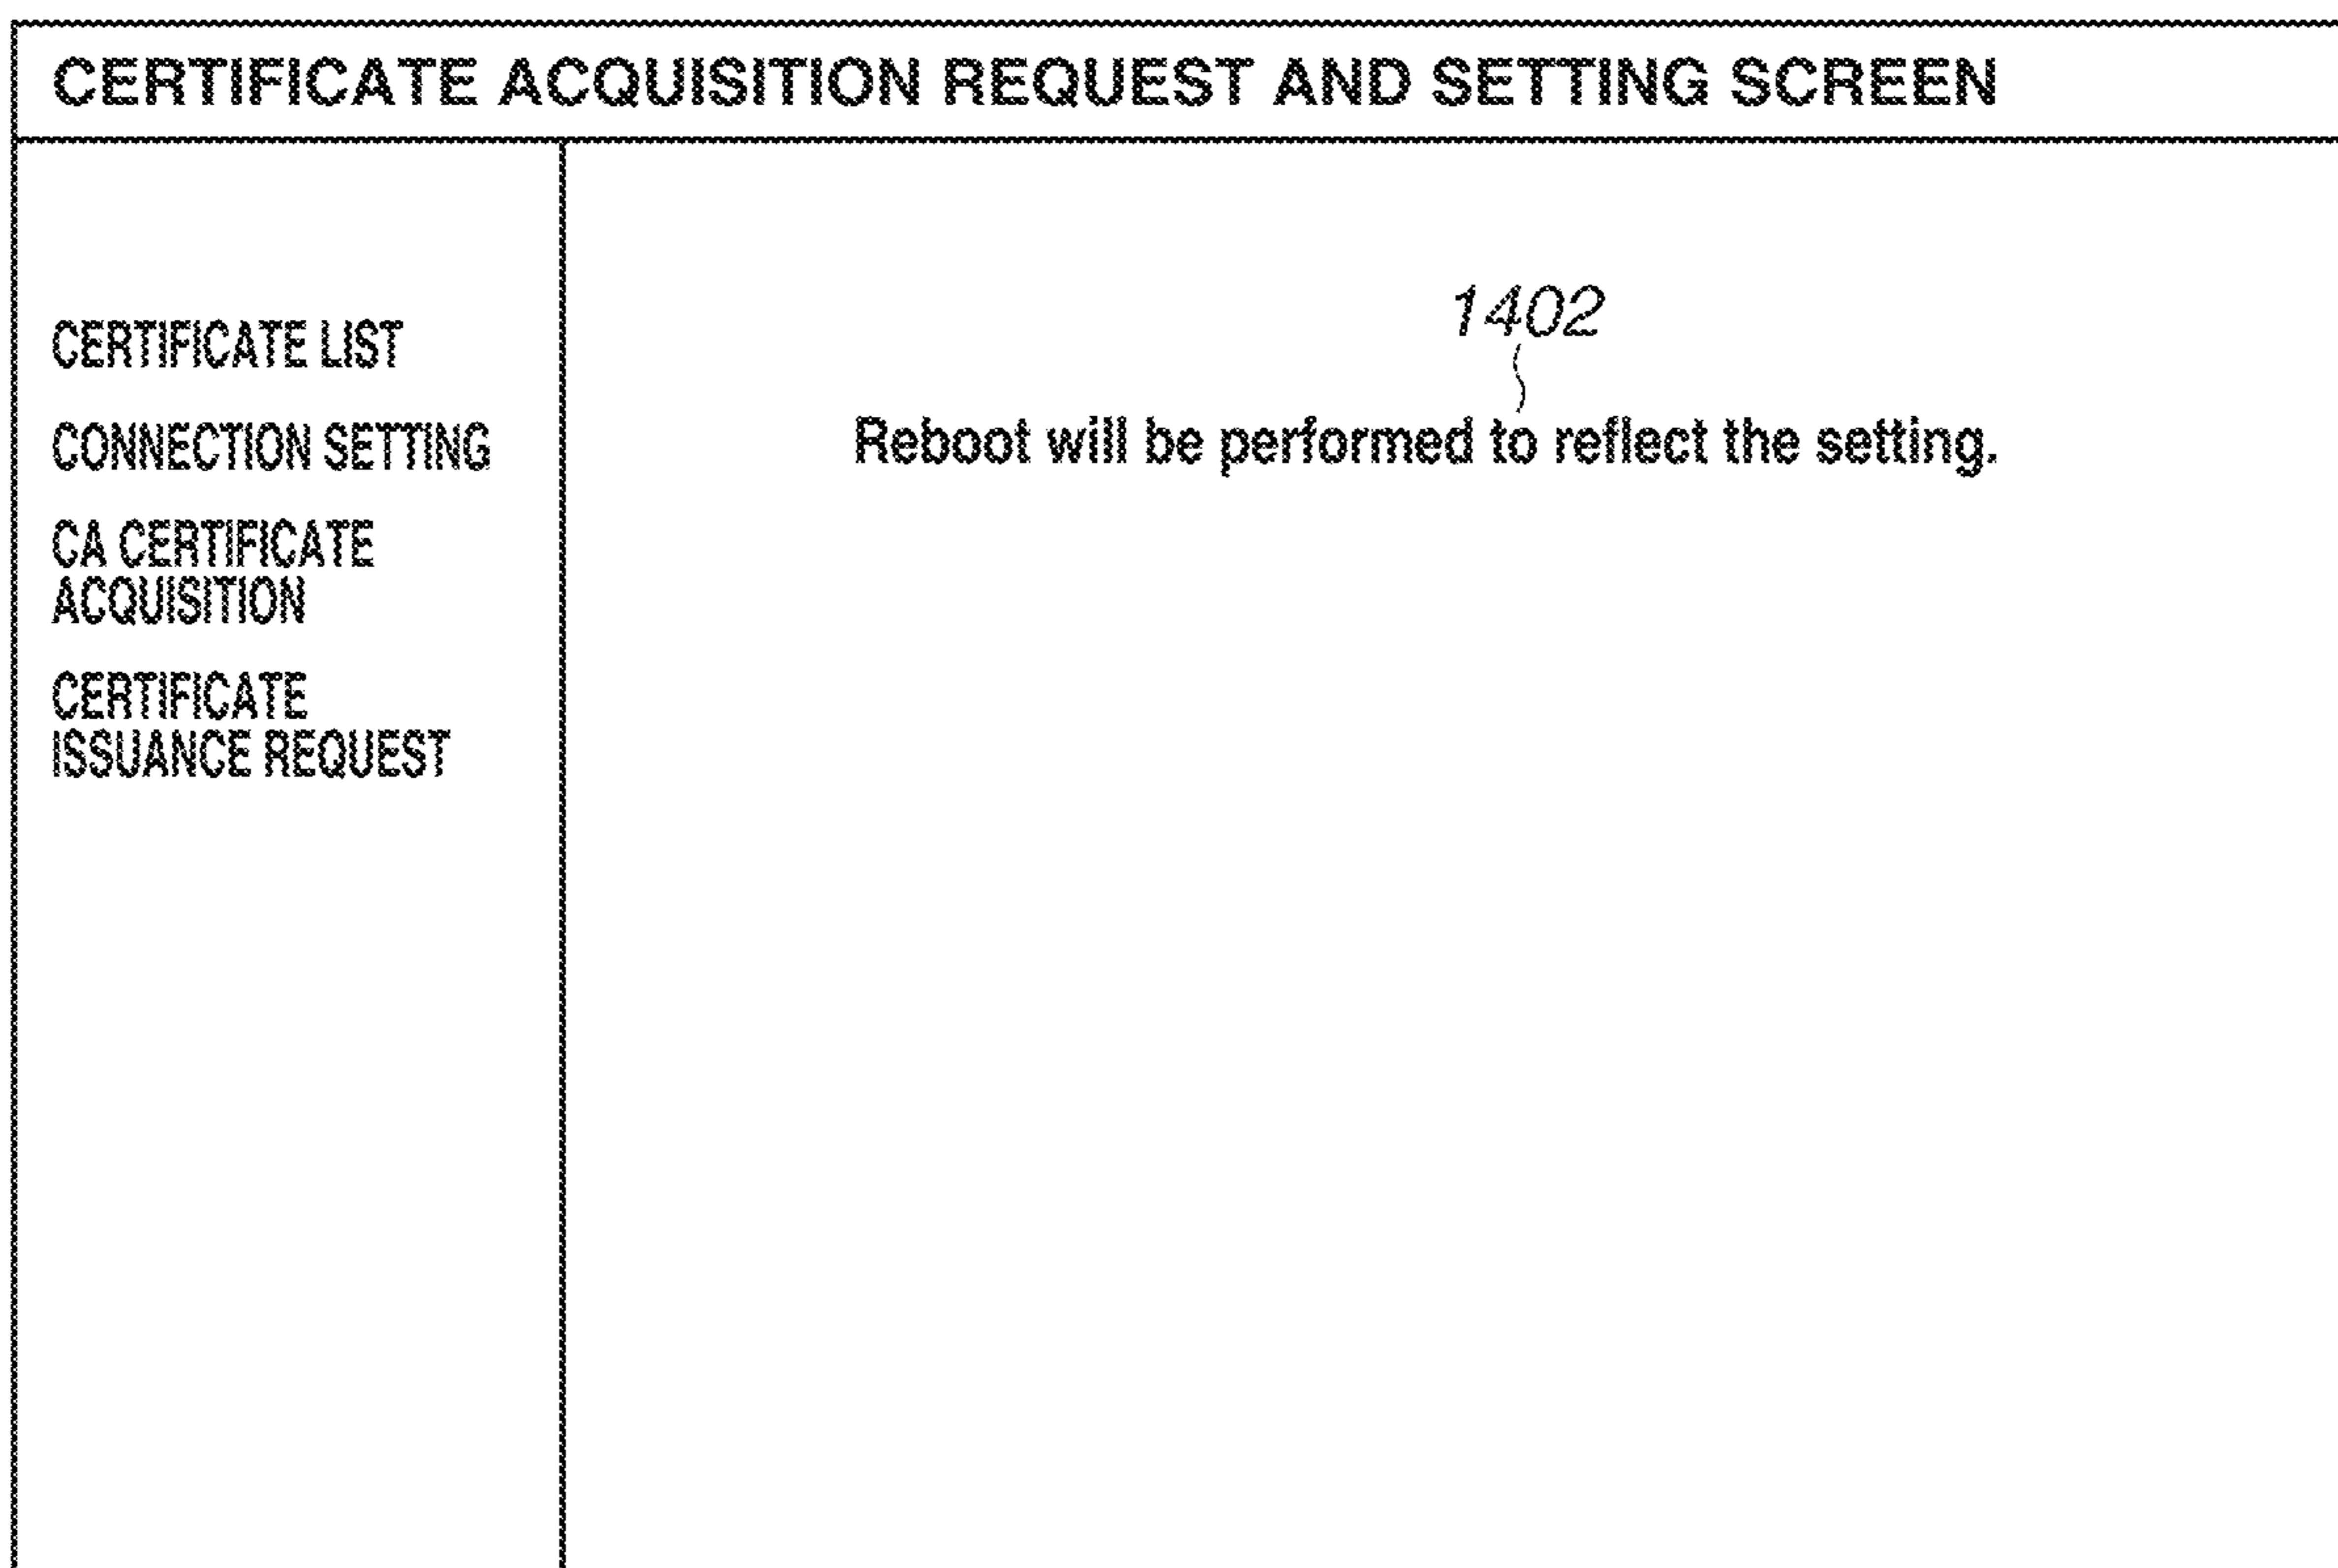 CERTIFICATE ACQUISITION REQUEST AND SETTING SCREEN
CERTIFICATE LIST
CONNECTION SETTING
CA CERTIFICATE
ACQUISITION
CERTIFICATE
ISSUANCE REQUEST
1402
Reboot will be performed to reflect the setting.